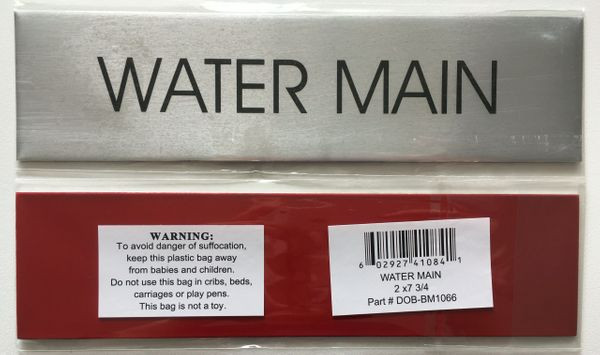 WATER MAIN
WARNING:
To avoid danger of suffocation,
keep this plastic bag away
from babies and children.
Do not use this bag in cribs, beds,
carriages or play pens.
This bag is not a toy.
6 02927 41084 1
WATER MAIN
2 x7 3/4
Part # DOB-BM1066